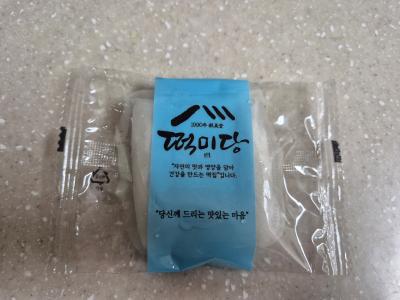 떡미당
"자연의 맛과 영양을 담아
건강을 만드는 떡집"입니다.
"당신께 드리는 맛있는 마음"